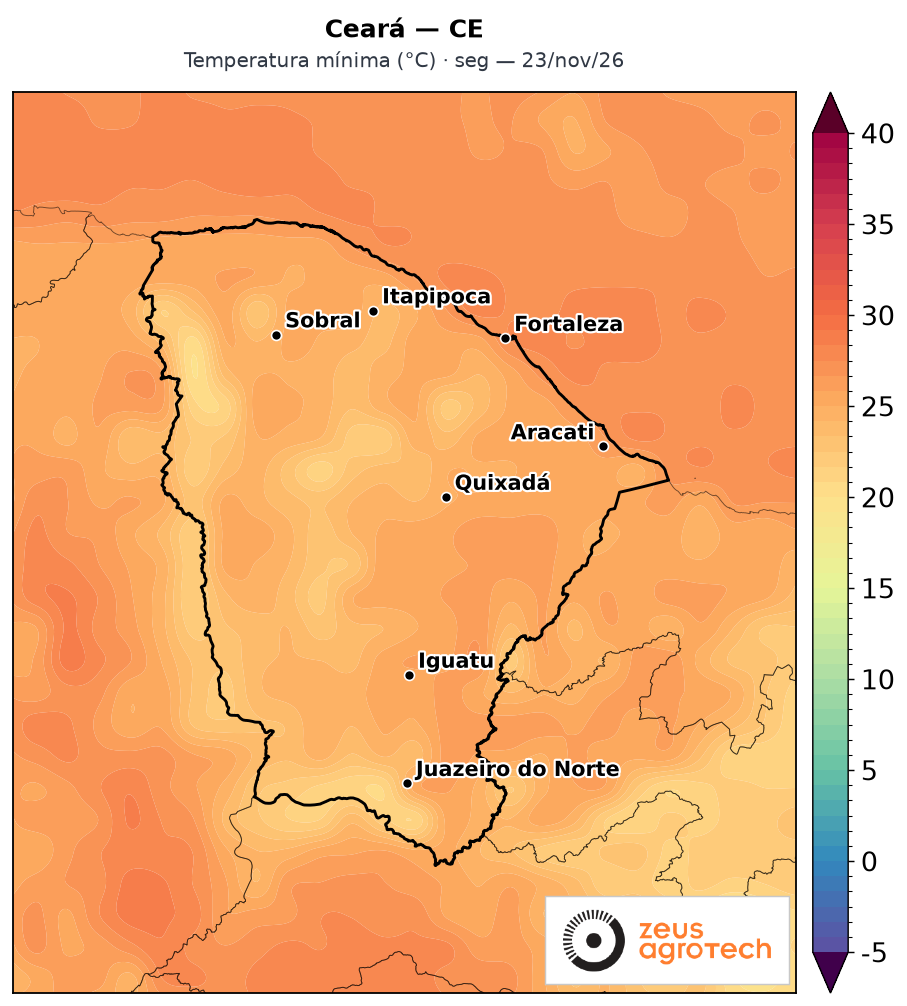 Ceará — CE
Temperatura mínima (°C) · seg — 23/nov/26
40
35
30
25
20
15
10
5
0
-5
Itapipoca
Sobral
Fortaleza
Aracati
Quixadá
Iguatu
Juazeiro do Norte
zeus
agrotech